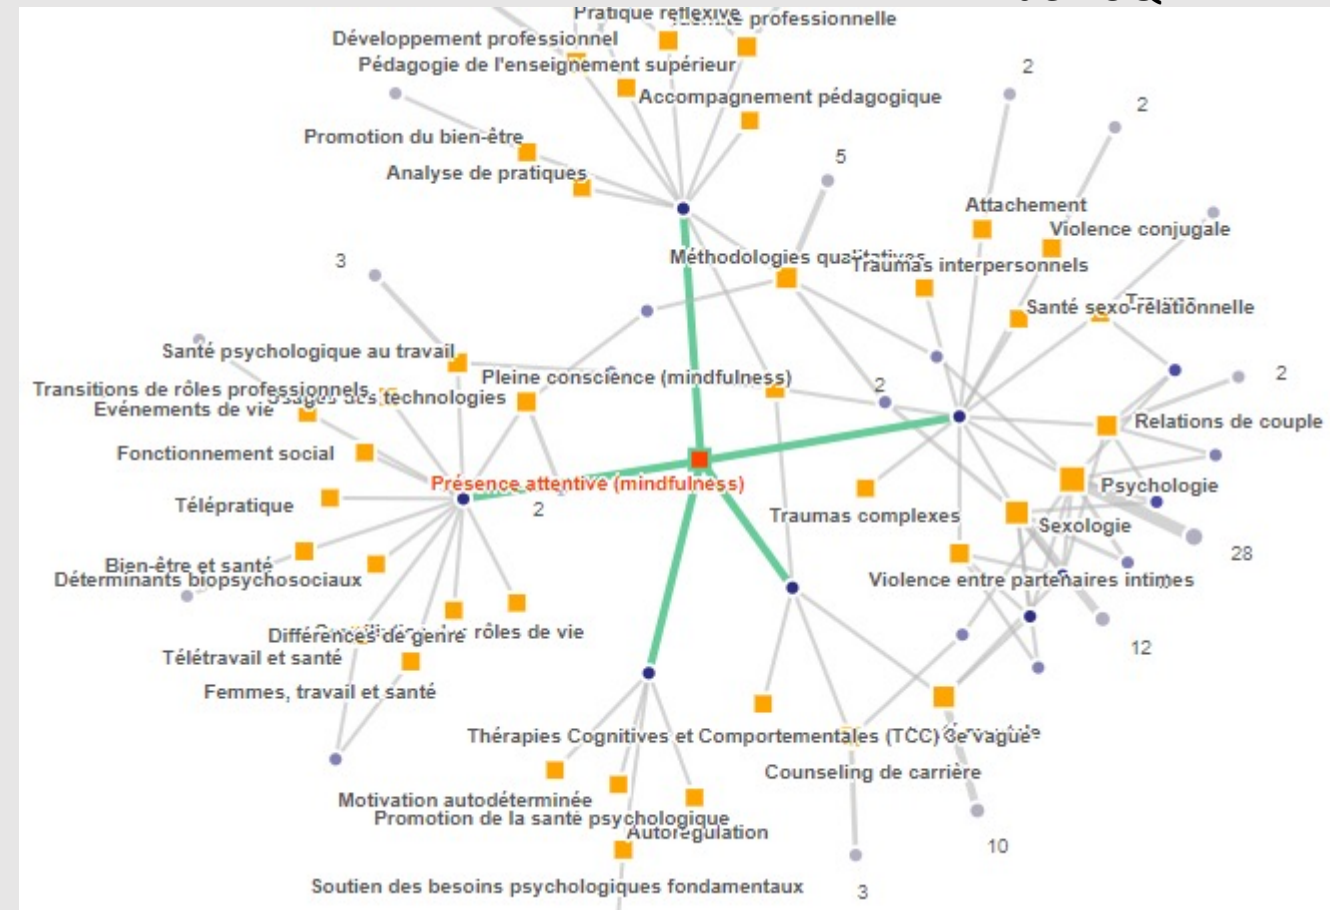 Pratique réflexive
professionnelle
Développement professionnel
Pédagogie de l'enseignement supérieur
2
Accompagnement pédagogique
2
Promotion du bien-être
5
Analyse de pratiques
Attachement
Violence conjugale
Méthodologies qualitatives
3
Traumas interpersonnels
Santé sexo-relationnelle
Santé psychologique au travail
Pleine conscience (mindfulness)
2
2
Transitions de rôles professionnels
Usages des technologies
Evénements de vie
Relations de couple
Fonctionnement social
Présence attentive (mindfulness)
Psychologie
Télépratique
2
Traumas complexes
Sexologie
28
Bien-être et santé
Déterminants biopsychosociaux
Violence entre partenaires intimes
rôles de vie
Différences de genre
12
Télétravail et santé
Femmes, travail et santé
Thérapies Cognitives et Comportementales (TCC) 3e vague
Counseling de carrière
Motivation autodéterminée
Promotion de la santé psychologique
Autorégulation
10
Soutien des besoins psychologiques fondamentaux
3